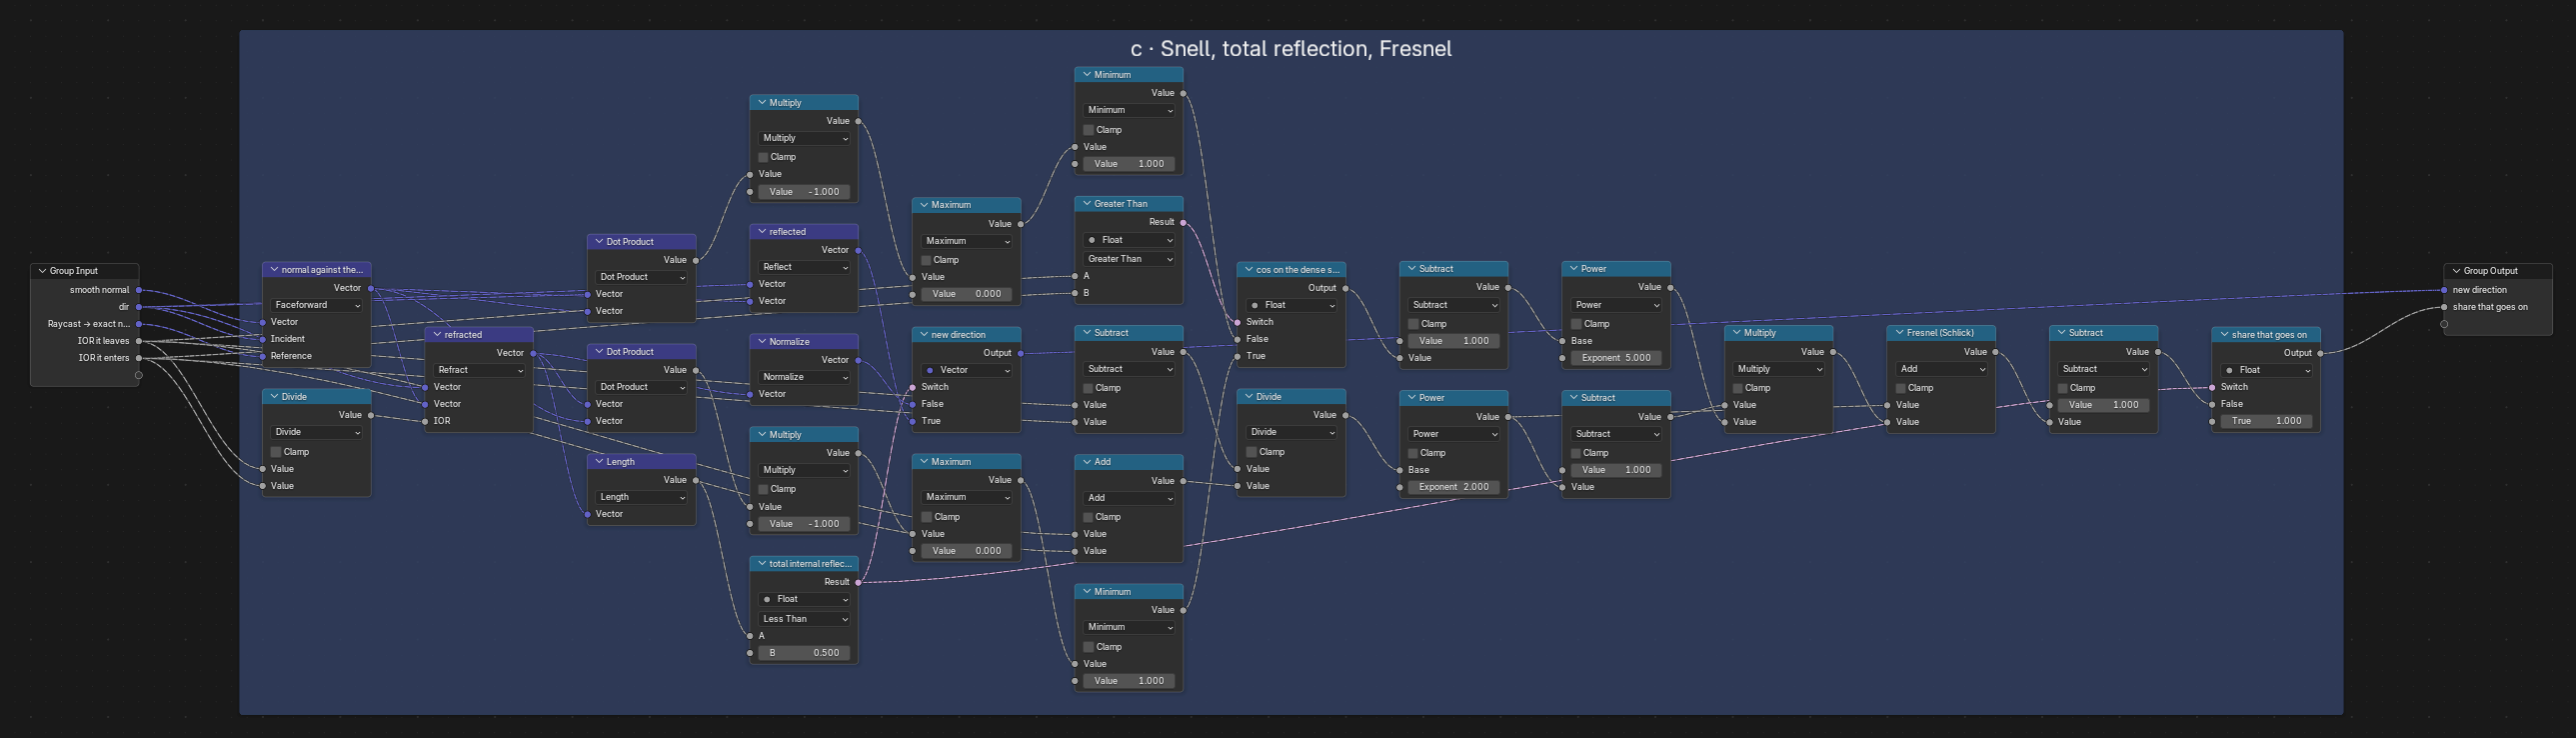 c · Snell, total reflection, Fresnel
Group Input
smooth normal
dir
Raycast → exact n...
IOR it leaves
IOR it enters
normal against the...
Vector
Faceforward
Vector
Incident
Reference
Divide
Value
Divide
Clamp
Value
Value
refracted
Vector
Refract
Vector
Vector
IOR
Dot Product
Value
Dot Product
Vector
Vector
Dot Product
Value
Dot Product
Vector
Vector
Length
Value
Length
Vector
Multiply
Value
Multiply
Clamp
Value
Value -1.000
reflected
Vector
Reflect
Vector
Vector
Normalize
Vector
Normalize
Vector
Multiply
Value
Multiply
Clamp
Value
Value -1.000
total internal reflec...
Result
Float
Less Than
A
B 0.500
Maximum
Value
Maximum
Clamp
Value
Value 0.000
new direction
Output
Vector
Switch
False
True
Maximum
Value
Maximum
Clamp
Value
Value 0.000
Minimum
Value
Minimum
Clamp
Value
Value 1.000
Greater Than
Result
Float
Greater Than
A
B
Subtract
Value
Subtract
Clamp
Value
Value
Add
Value
Add
Clamp
Value
Value
Minimum
Value
Minimum
Clamp
Value
Value 1.000
cos on the dense s...
Output
Float
Switch
False
True
Divide
Value
Divide
Clamp
Value
Value
Subtract
Value
Subtract
Clamp
Value 1.000
Value
Power
Value
Power
Clamp
Base
Exponent 2.000
Power
Value
Power
Clamp
Base
Exponent 5.000
Subtract
Value
Subtract
Clamp
Value 1.000
Value
Multiply
Value
Multiply
Clamp
Value
Value
Fresnel (Schlick)
Value
Add
Clamp
Value
Value
Subtract
Value
Subtract
Clamp
Value 1.000
Value
share that goes on
Output
Float
Switch
False
True 1.000
Group Output
new direction
share that goes on